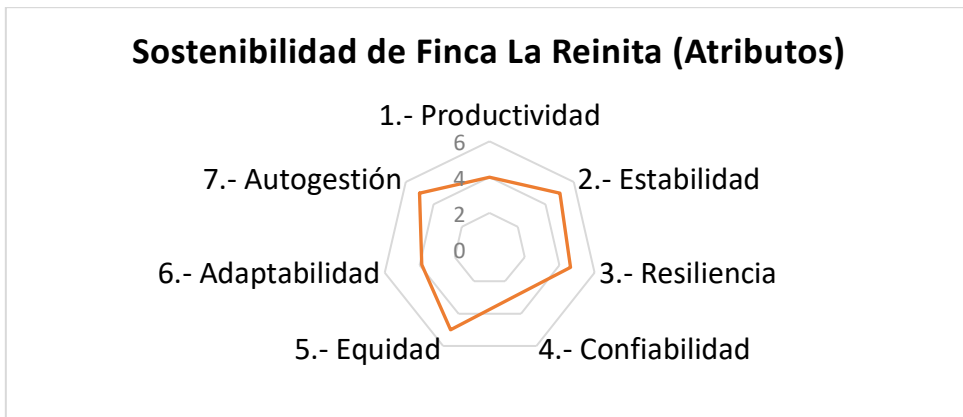 Sostenibilidad de Finca La Reinita (Atributos)
1.- Productividad
6
7.- Autogestión
4
2.- Estabilidad
2
0
6.- Adaptabilidad
3.- Resiliencia
5.- Equidad
4.- Confiabilidad